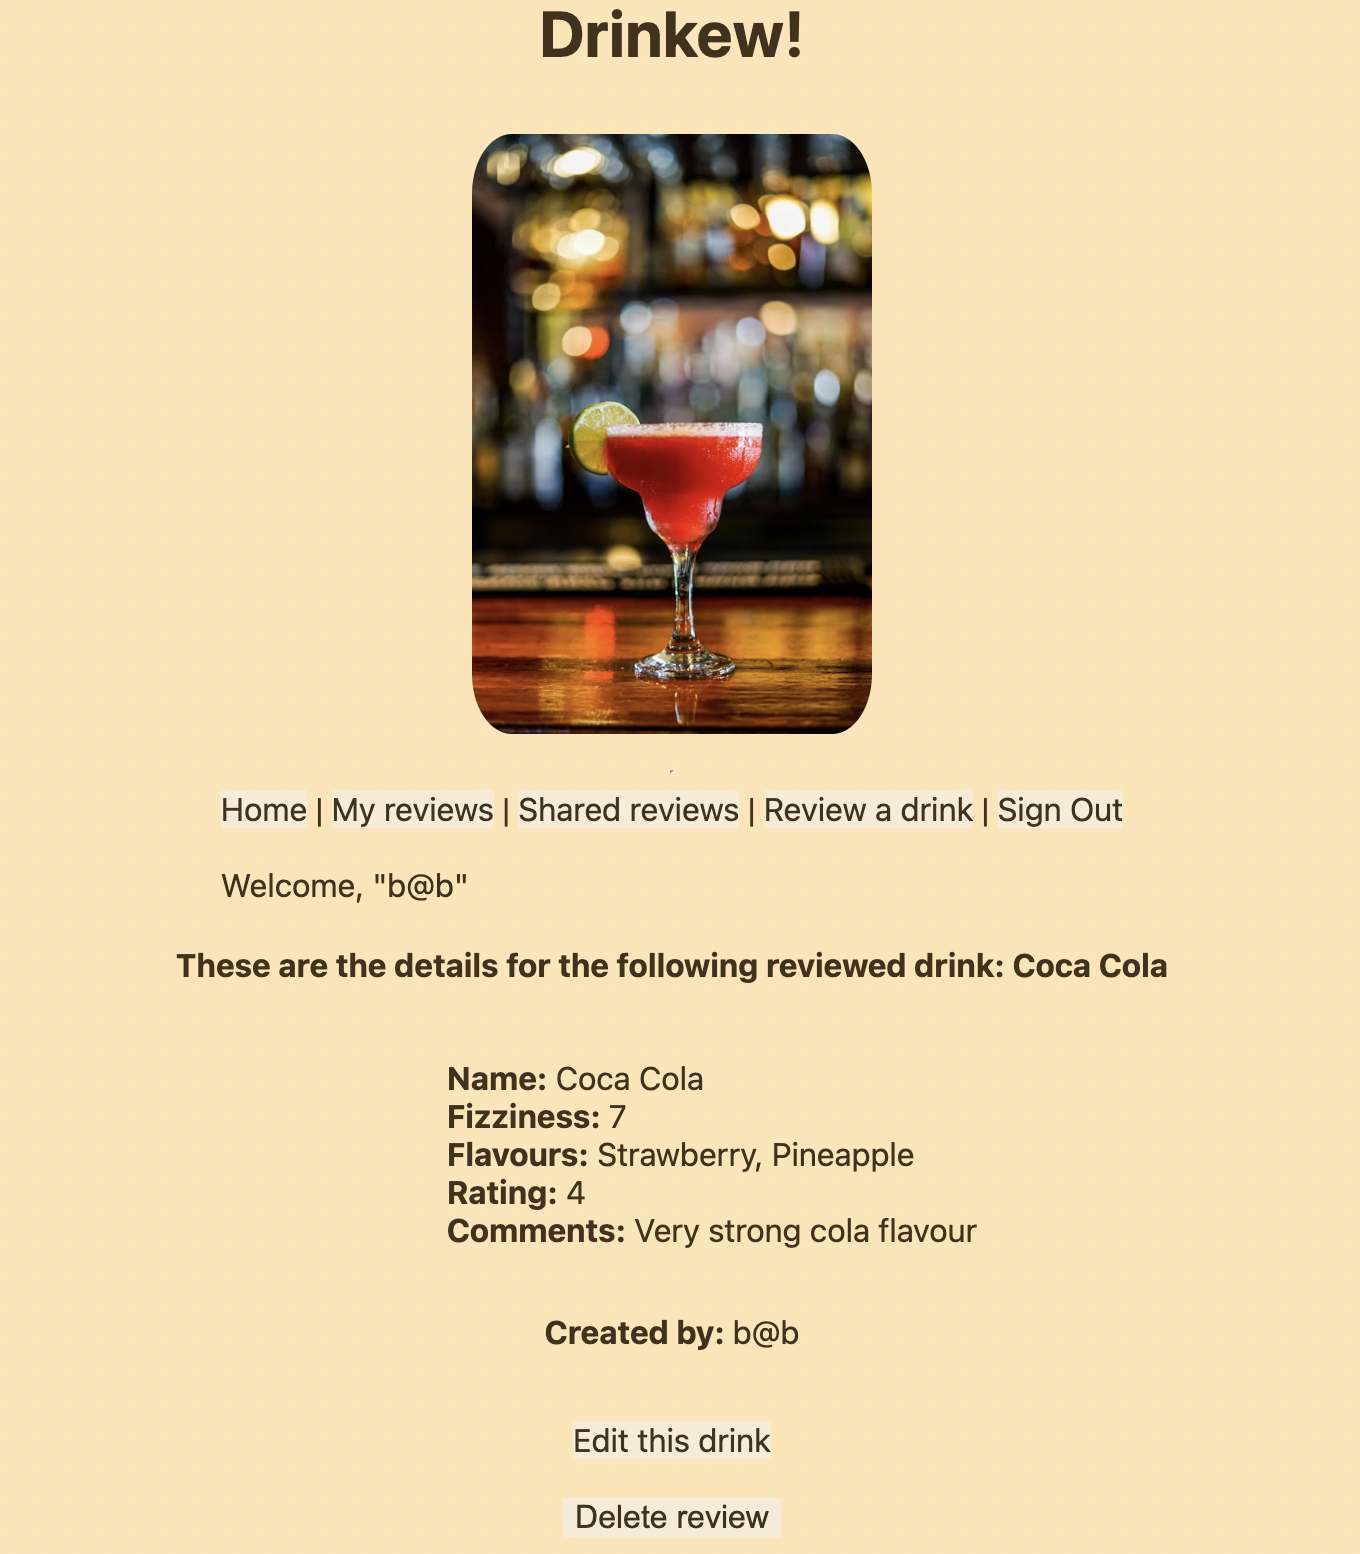 Drinkew!
Home | My reviews | Shared reviews | Review a drink | Sign Out
Welcome, "b@b"
These are the details for the following reviewed drink: Coca Cola
Name: Coca Cola
Fizziness: 7
Flavours: Strawberry, Pineapple
Rating: 4
Comments: Very strong cola flavour
Created by: b@b
Edit this drink
Delete review